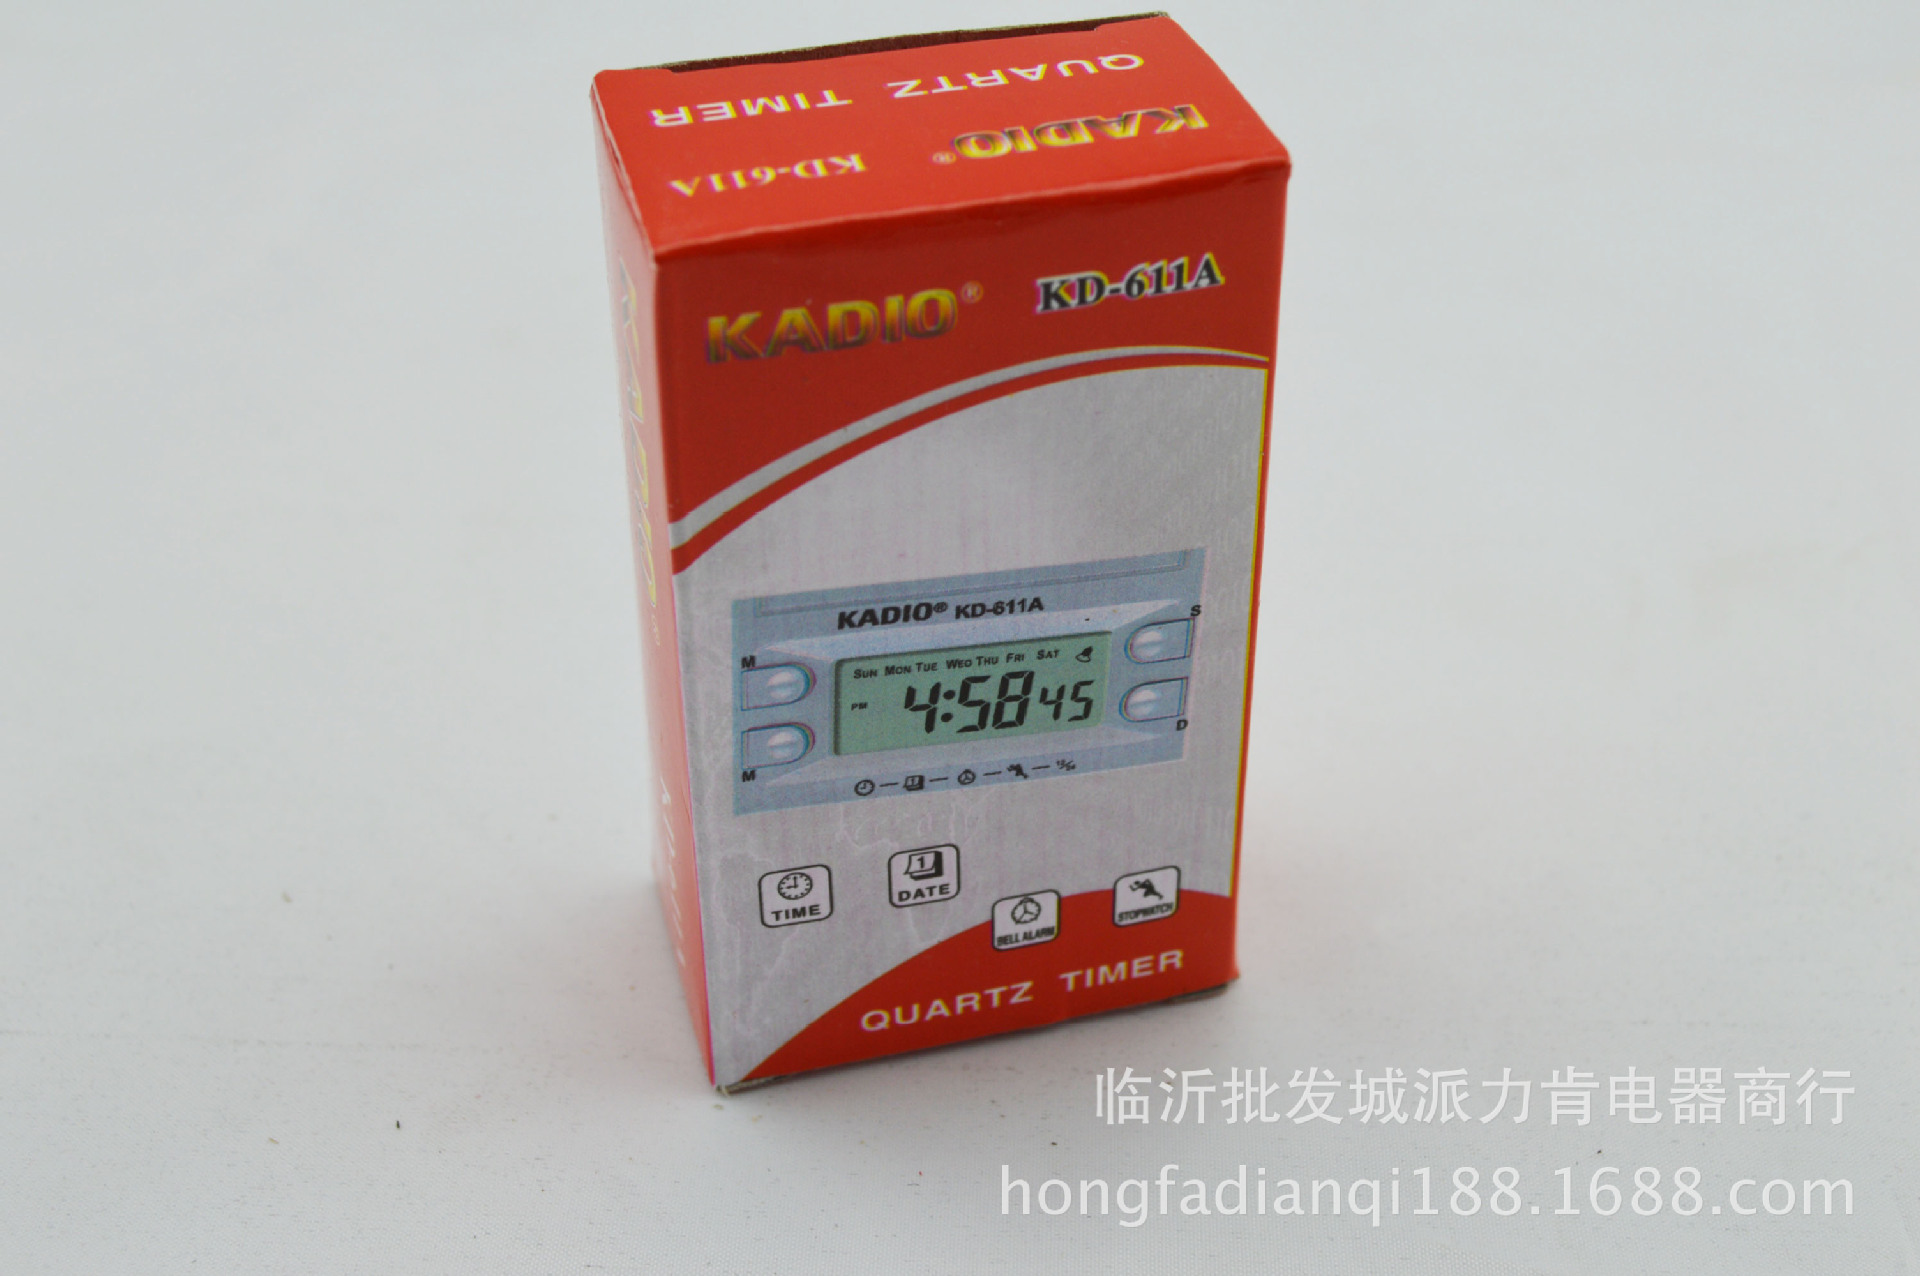 QUARTZ TIMER
KADIO® KD-611A
KADIO® KD-611A
KADIO®
KADIO® KD-611A
M S
SUN MON TUE WED THU FRI SAT
PM 4:58 45
M D
TIME
DATE
BELL ALARM
STOPWATCH
QUARTZ TIMER
临沂批发城派力肯电器商行
hongfadianqi188.1688.com